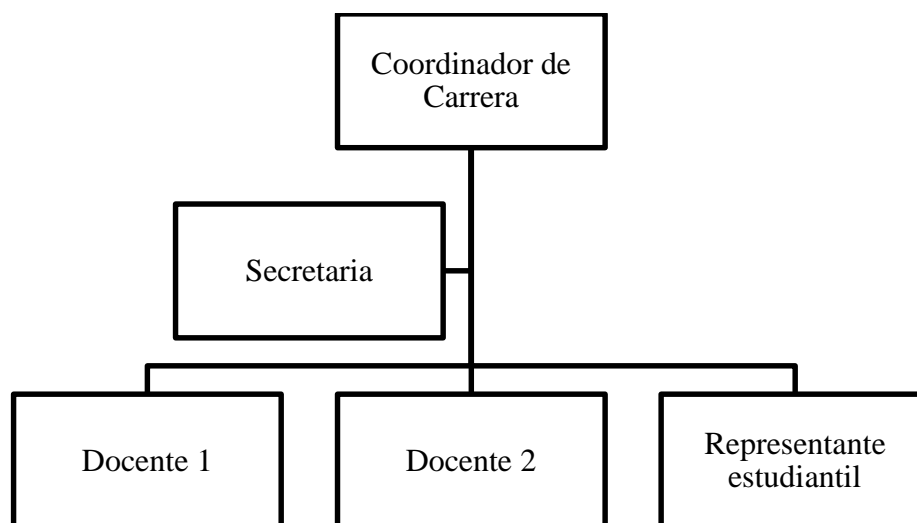 Coordinador de
Carrera
Secretaria
Docente 1
Docente 2
Representante
estudiantil